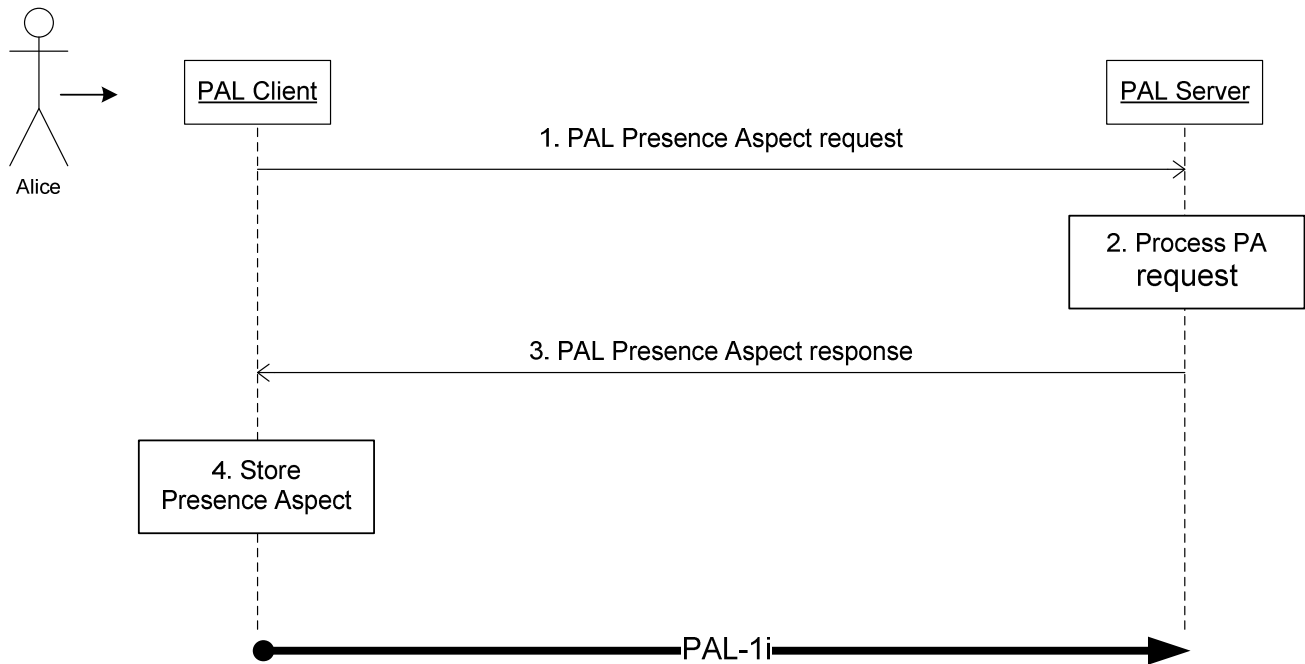 Alice
PAL Client
PAL Server
1. PAL Presence Aspect request
2. Process PA
request
3. PAL Presence Aspect response
4. Store
Presence Aspect
PAL-1i